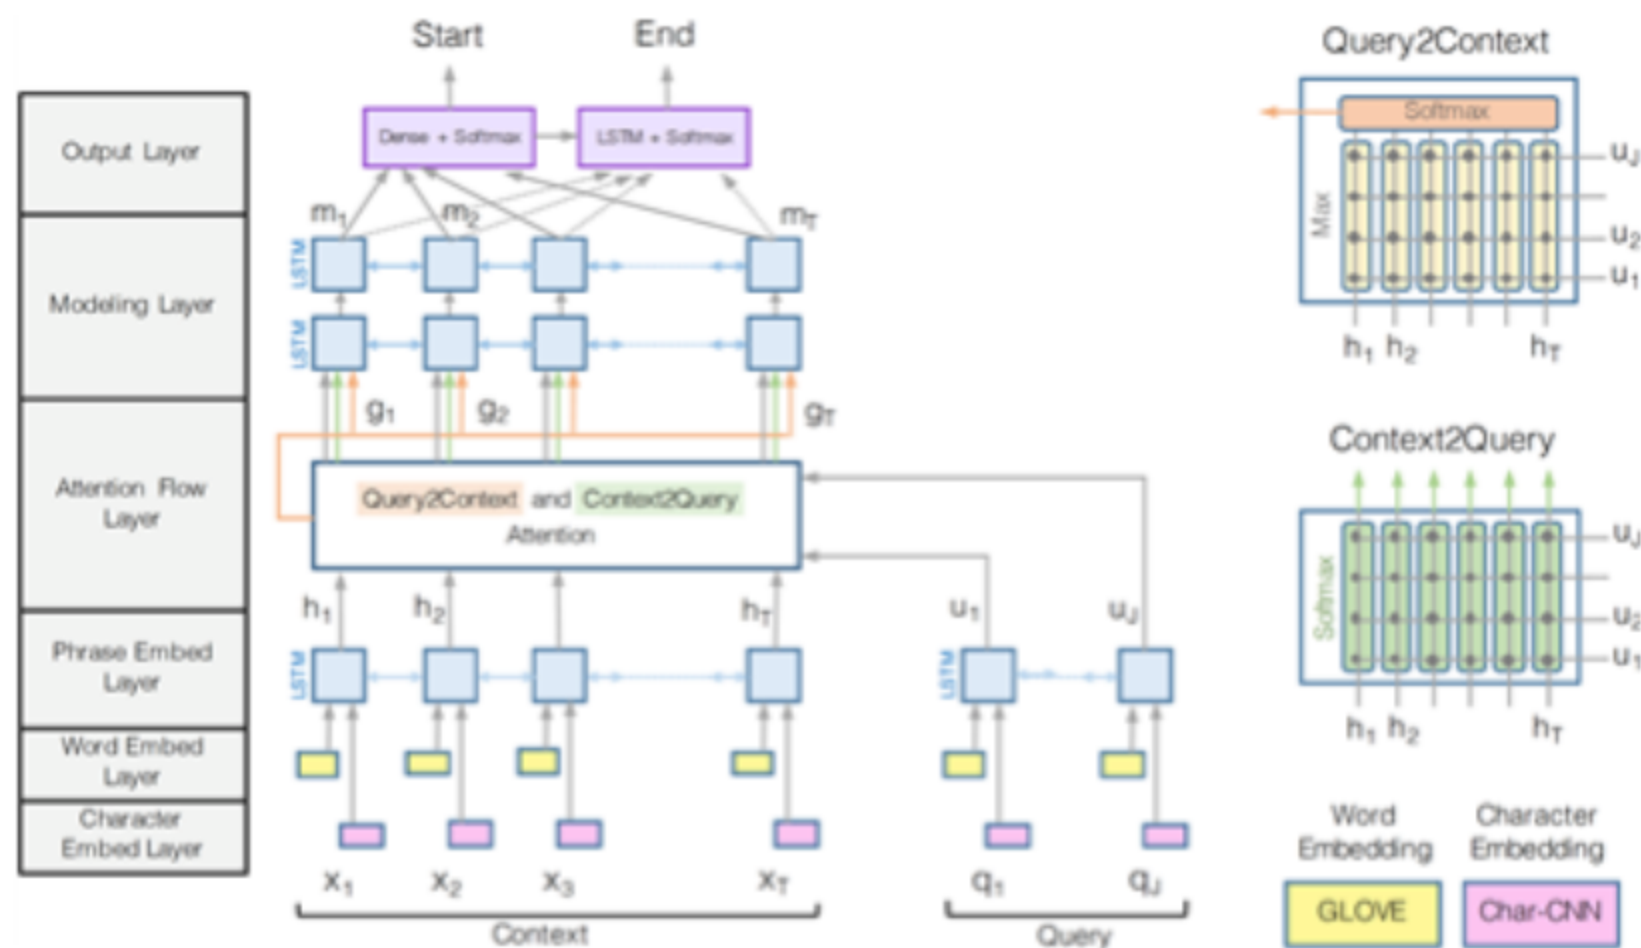 Start
End
Output Layer
Dense + Softmax
LSTM + Softmax
m1
m2
mT
Modeling Layer
LSTM
LSTM
g1
g2
gT
Attention Flow
Layer
Query2Context and Context2Query
Attention
h1
h2
hT
u1
uJ
Phrase Embed
Layer
LSTM
LSTM
Word Embed
Layer
Character
Embed Layer
x1
x2
x3
xT
q1
qJ
Context
Query
Query2Context
Softmax
Max
uJ
u2
u1
h1
h2
hT
Context2Query
Softmax
uJ
u2
u1
h1
h2
hT
Word
Embedding
GLOVE
Character
Embedding
Char-CNN